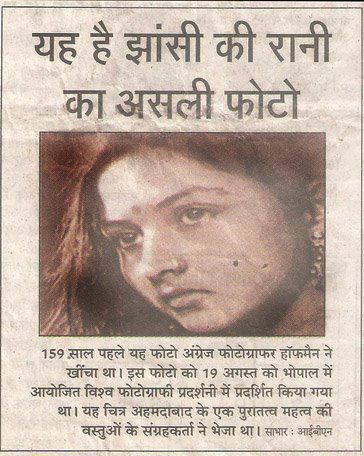 यह है झांसी की रानी
का असली फोटो
159 साल पहले यह फोटो अंग्रेज फोटोग्राफर हॉफमैन ने
खींचा था। इस फोटो को 19 अगस्त को भोपाल में
आयोजित विश्व फोटोग्राफी प्रदर्शनी में प्रदर्शित किया गया
था। यह चित्र अहमदाबाद के एक पुरातत्व महत्व की
वस्तुओं के संग्रहकर्ता ने भेजा था। साभार : आईबीएन